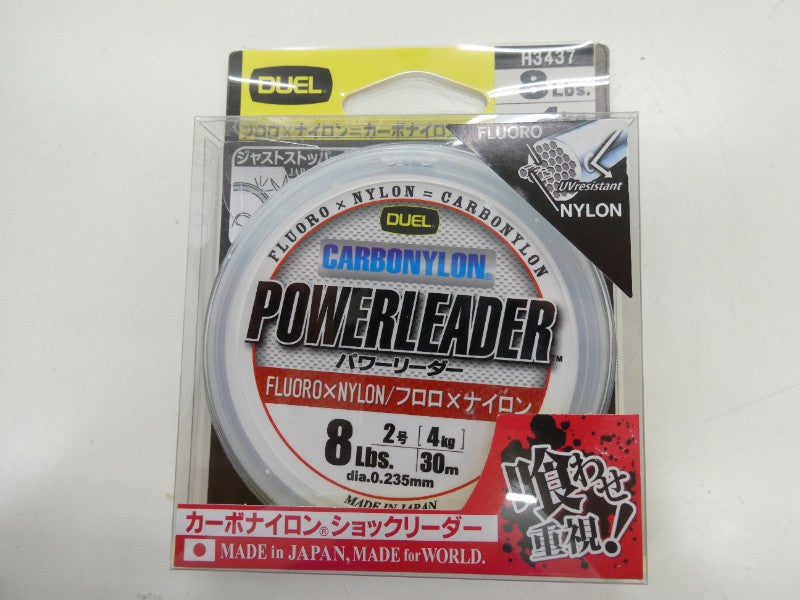 DUEL
H3437
8 Lbs.
フロロ×ナイロン=カーボナイロン
ジャストストッパー
FLUORO
UVresistant
NYLON
FLUORO × NYLON = CARBONYLON
DUEL
CARBONYLON®
POWERLEADER™
パワーリーダー
FLUORO×NYLON/フロロ×ナイロン
8Lbs.
2号 [4kg]
30m
dia.0.235mm
MADE IN JAPAN
カーボナイロン®ショックリーダー
MADE in JAPAN, MADE for WORLD.
喰わせ
重視!